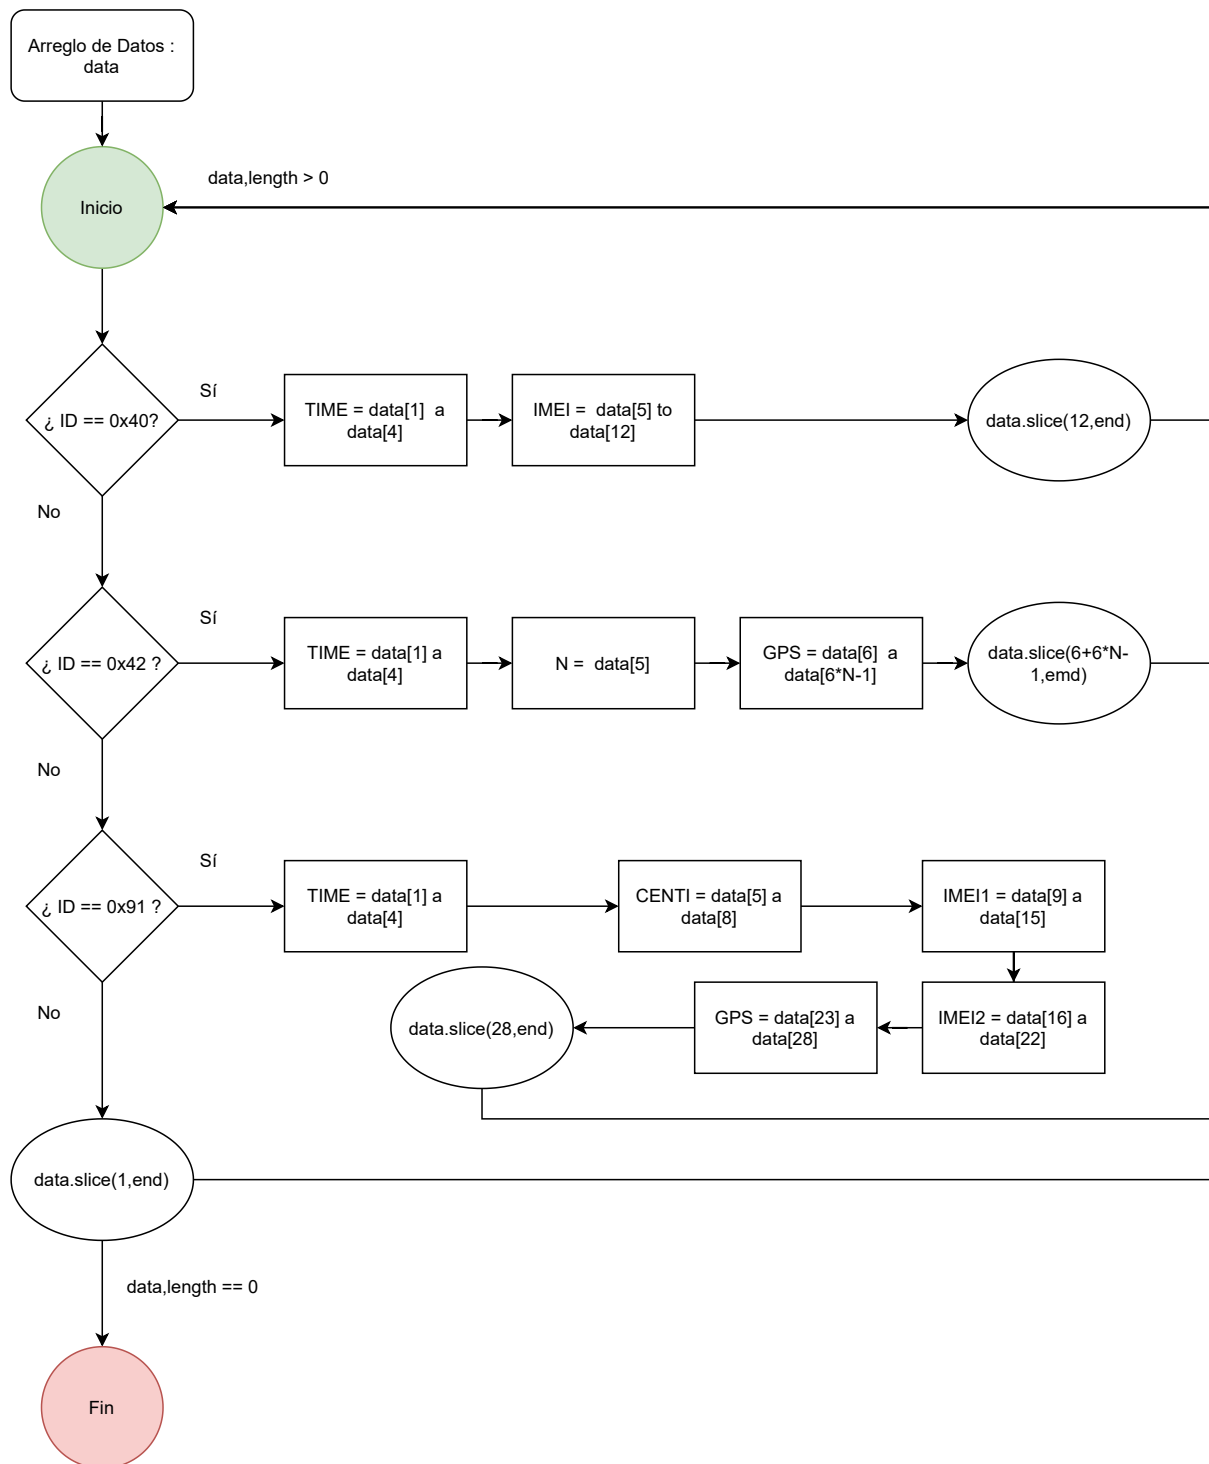 Arreglo de Datos :
data
data,length > 0
Inicio
Sí
¿ ID == 0x40?
TIME = data[1]  a
data[4]
IMEI =  data[5] to
data[12]
data.slice(12,end)
No
Sí
¿ ID == 0x42 ?
TIME = data[1] a
data[4]
N =  data[5]
GPS = data[6]  a
data[6*N-1]
data.slice(6+6*N-
1,emd)
No
Sí
¿ ID == 0x91 ?
TIME = data[1] a
data[4]
CENTI = data[5] a
data[8]
IMEI1 = data[9] a
data[15]
IMEI2 = data[16] a
data[22]
GPS = data[23] a
data[28]
data.slice(28,end)
No
data.slice(1,end)
data,length == 0
Fin